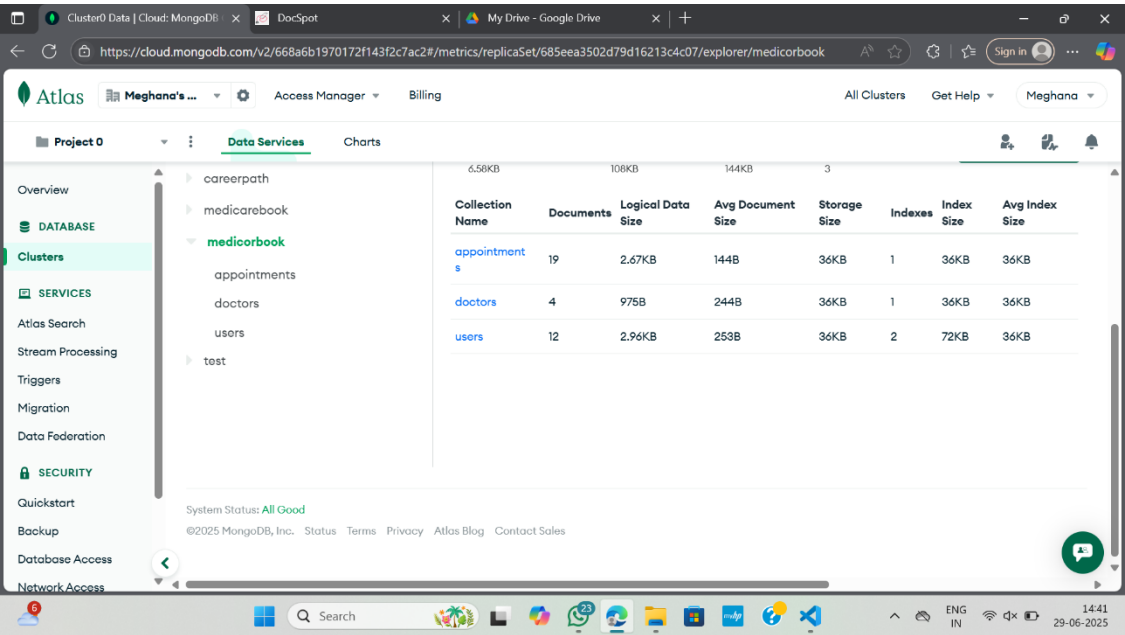 Cluster0 Data | Cloud: MongoDB
DocSpot
My Drive - Google Drive
https://cloud.mongodb.com/v2/668a6b1970172f143f2c7ac2#/metrics/replicaSet/685eea3502d79d16213c4c07/explorer/medicorbook
Sign in
Atlas
Meghana's ...
Access Manager
Billing
All Clusters
Get Help
Meghana
Project 0
Data Services
Charts
Overview
DATABASE
Clusters
SERVICES
Atlas Search
Stream Processing
Triggers
Migration
Data Federation
SECURITY
Quickstart
Backup
Database Access
Network Access
careerpath
medicarebook
medicorbook
appointments
doctors
users
test
6.58KB 108KB 144KB 3
Collection Name Documents Logical Data Size Avg Document Size Storage Size Indexes Index Size Avg Index Size
appointments 19 2.67KB 144B 36KB 1 36KB 36KB
doctors 4 975B 244B 36KB 1 36KB 36KB
users 12 2.96KB 253B 36KB 2 72KB 36KB
System Status: All Good
©2025 MongoDB, Inc. Status Terms Privacy Atlas Blog Contact Sales
6
Search
23
ENG
IN
14:41
29-06-2025